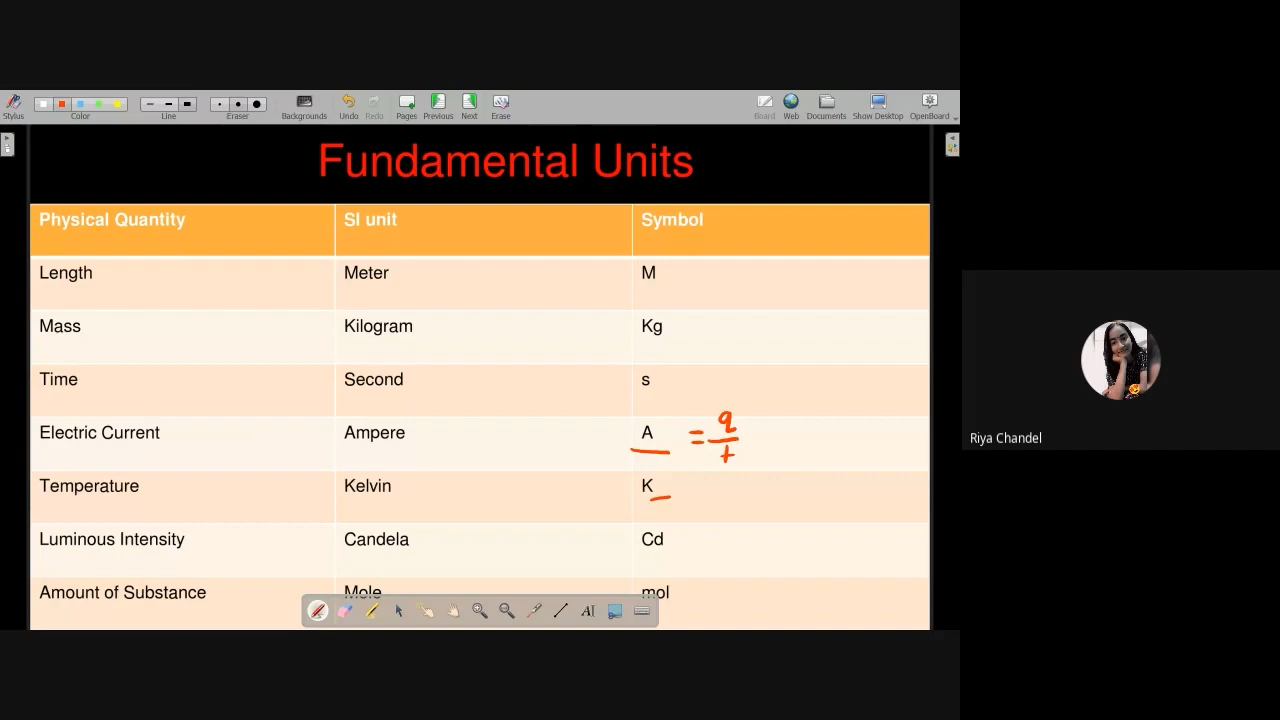 Stylus Color Line Eraser Backgrounds Undo Redo Pages Previous Next Erase Board Web Documents Show Desktop OpenBoard
Fundamental Units
Physical Quantity SI unit Symbol
Length Meter M
Mass Kilogram Kg
Time Second s
Electric Current Ampere A = q/t
Temperature Kelvin K
Luminous Intensity Candela Cd
Amount of Substance Mole mol
AI
Riya Chandel